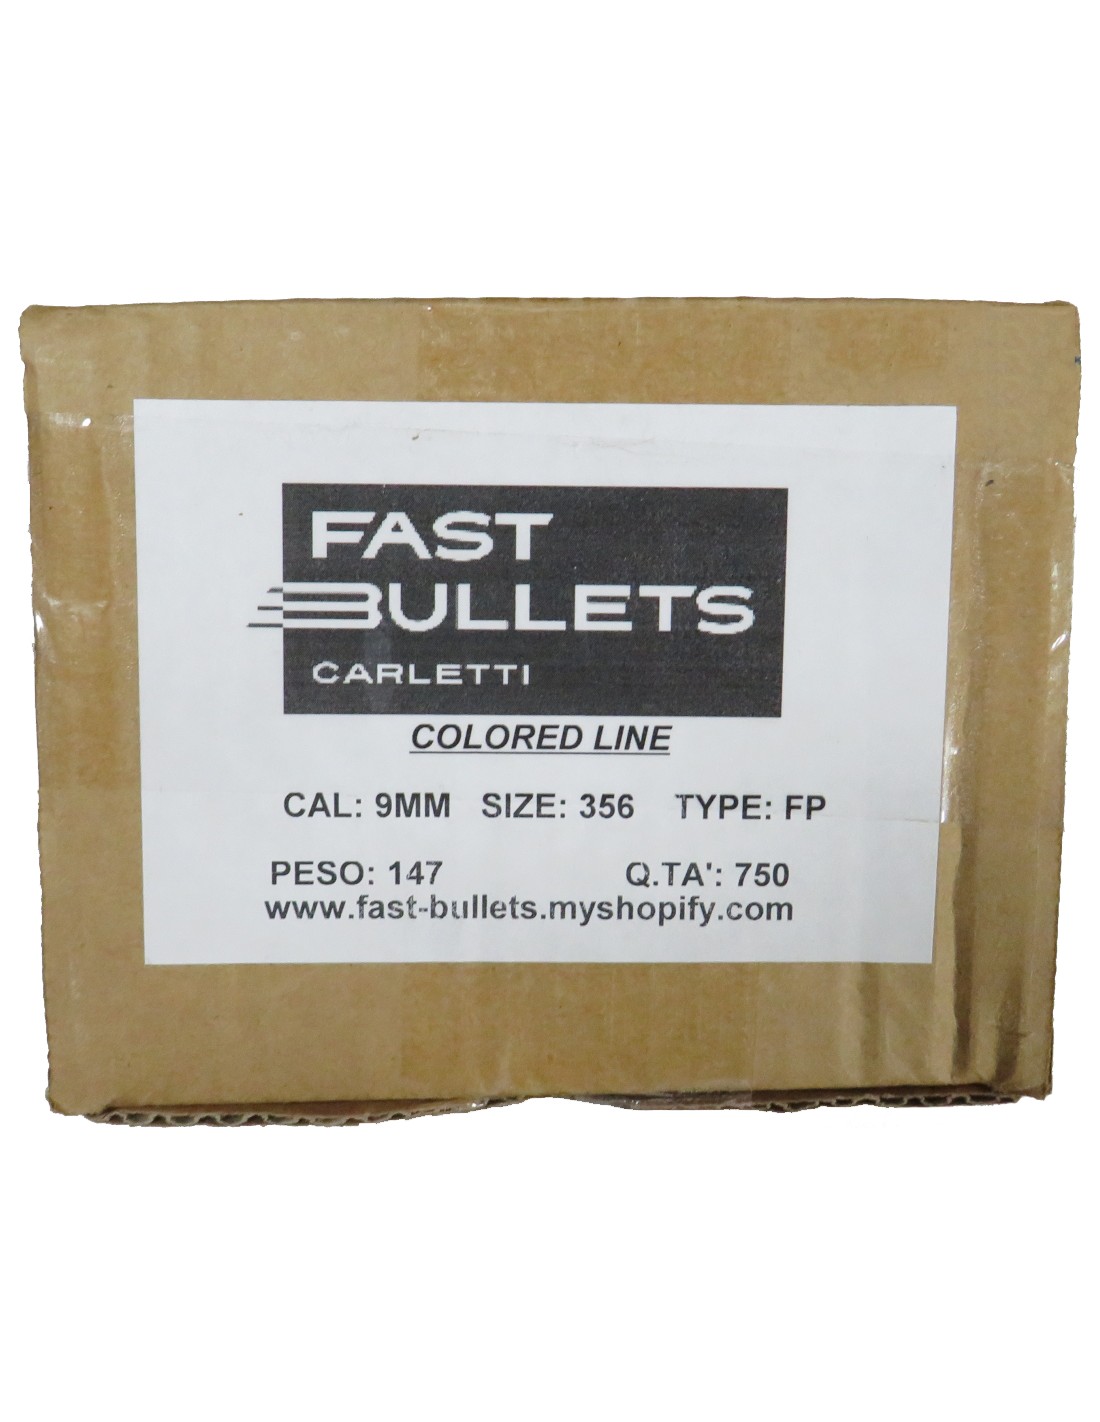 FAST
BULLETS
CARLETTI
COLORED LINE
CAL: 9MM SIZE: 356 TYPE: FP
PESO: 147 Q.TA': 750
www.fast-bullets.myshopify.com